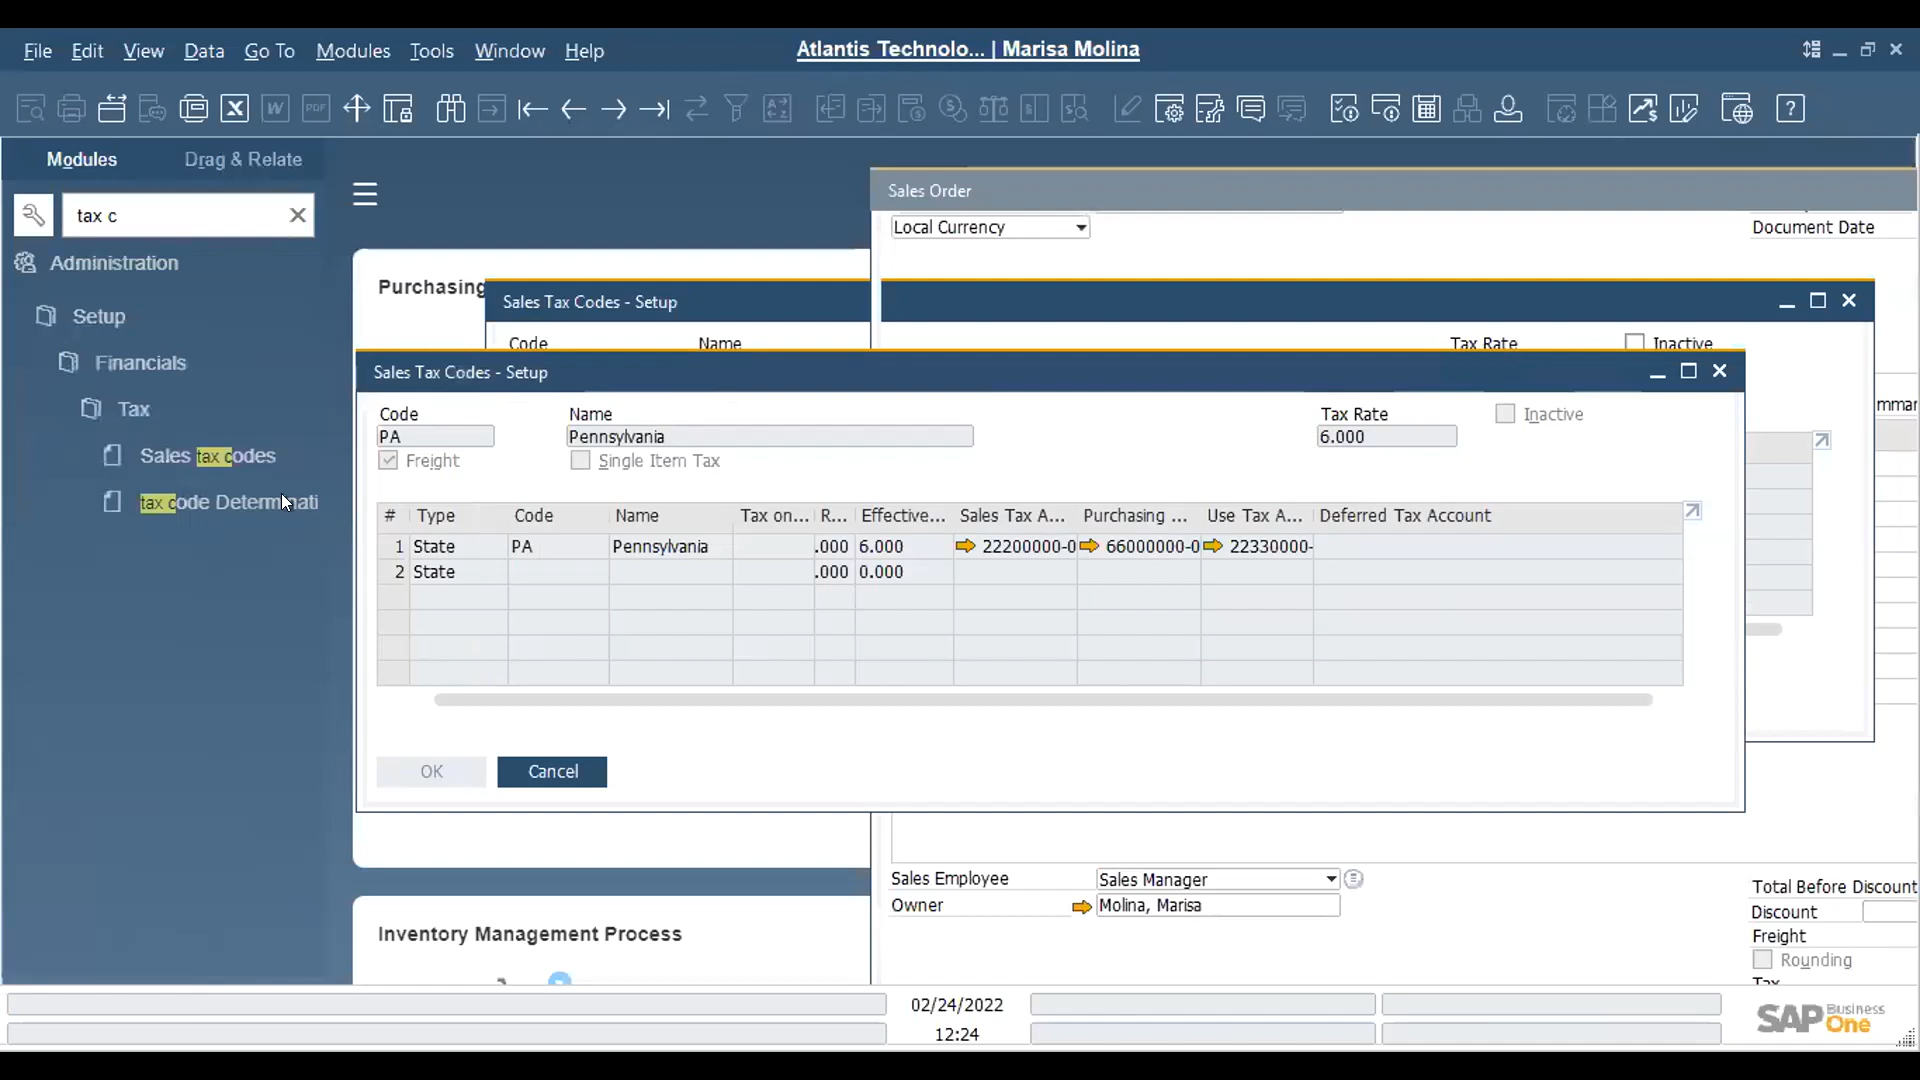 File Edit View Data Go To Modules Tools Window Help
Atlantis Technolo... | Marisa Molina
W PDF A Z ?
Modules Drag & Relate
tax c
Administration
Setup
Financials
Tax
Sales tax codes
tax code Determinati
Purchasing
Sales Order
Local Currency
Document Date
Sales Tax Codes - Setup
Code Name Tax Rate Inactive
mmar
Sales Tax Codes - Setup
Code Name Tax Rate Inactive
PA Pennsylvania 6.000
Freight Single Item Tax
# Type Code Name Tax on... R... Effective... Sales Tax A... Purchasing ... Use Tax A... Deferred Tax Account
1 State PA Pennsylvania .000 6.000 22200000-0 66000000-0 22330000-
2 State .000 0.000
OK Cancel
Sales Employee Sales Manager
Owner Molina, Marisa
Total Before Discount
Discount
Freight
Rounding
Tax
Inventory Management Process
02/24/2022
12:24
SAP Business One